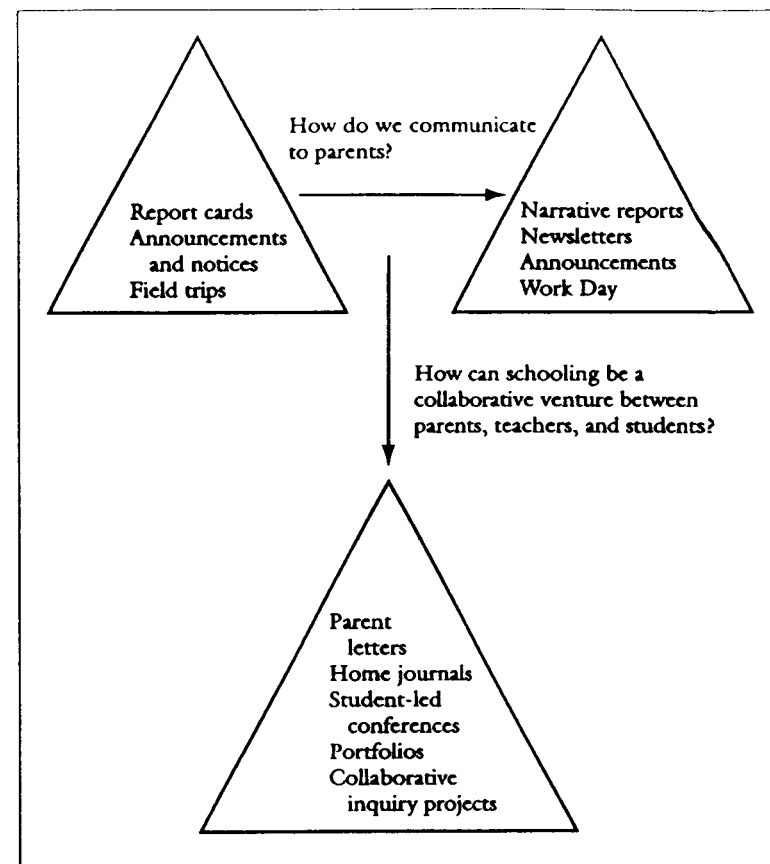 How do we communicate
to parents?
Report cards
Announcements
and notices
Field trips
Narrative reports
Newsletters
Announcements
Work Day
How can schooling be a
collaborative venture between
parents, teachers, and students?
Parent
letters
Home journals
Student-led
conferences
Portfolios
Collaborative
inquiry projects